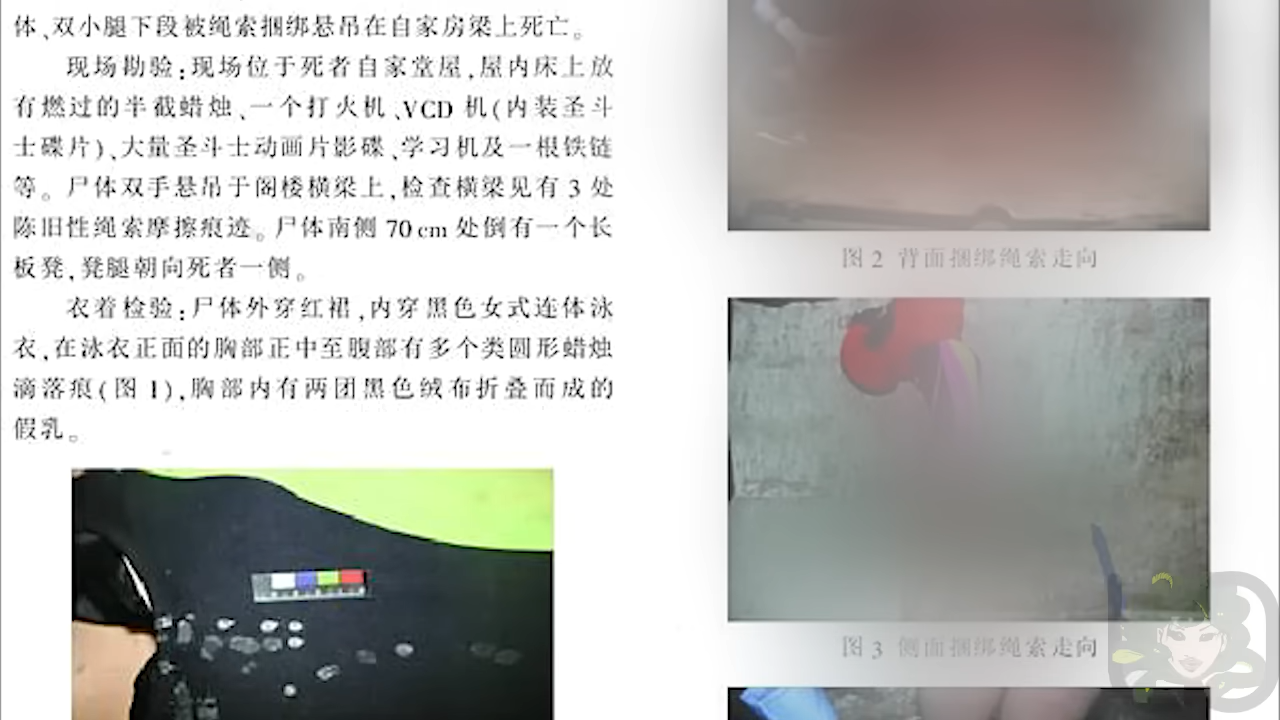 体、双小腿下段被绳索捆绑悬吊在自家房梁上死亡。
现场勘验:现场位于死者自家堂屋,屋内床上放
有燃过的半截蜡烛、一个打火机、VCD 机(内装圣斗
士碟片)、大量圣斗士动画片影碟、学习机及一根铁链
等。尸体双手悬吊于阁楼横梁上,检查横梁见有 3 处
陈旧性绳索摩擦痕迹。尸体南侧 70 cm 处倒有一个长
板凳,凳腿朝向死者一侧。
衣着检验:尸体外穿红裙,内穿黑色女式连体泳
衣,在泳衣正面的胸部正中至腹部有多个类圆形蜡烛
滴落痕(图 1),胸部内有两团黑色绒布折叠而成的
假乳。
图 2 背面捆绑绳索走向
图 3 侧面捆绑绳索走向